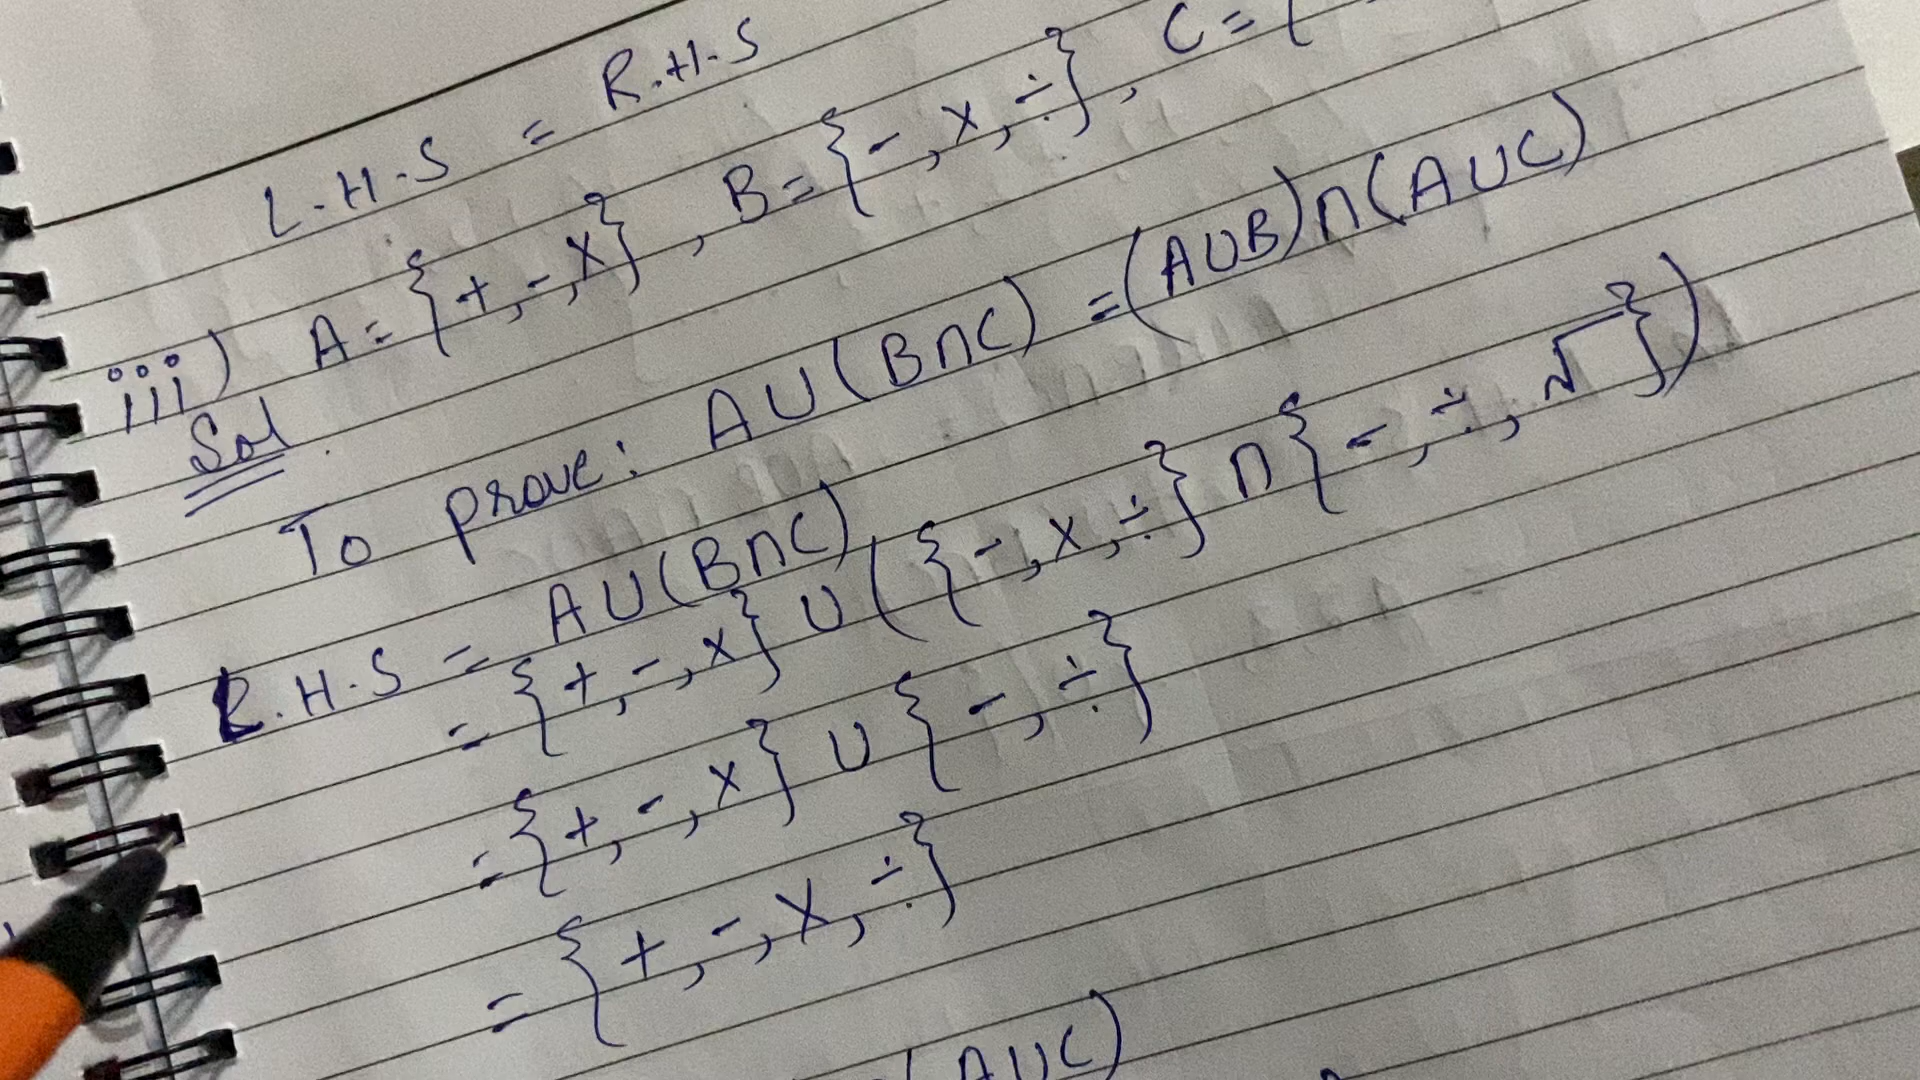 L.H.S = R.H.S
iii) A = {+, -, x}, B = {-, x, ÷}, C = {
Sol
To prove: A∪(B∩C) = (A∪B)∩(A∪C)
L.H.S = A∪(B∩C)
= {+, -, x} ∪ ({-, x, ÷} ∩ {-, ÷, √})
= {+, -, x} ∪ {-, ÷}
= {+, -, x, ÷}
(A∪C)